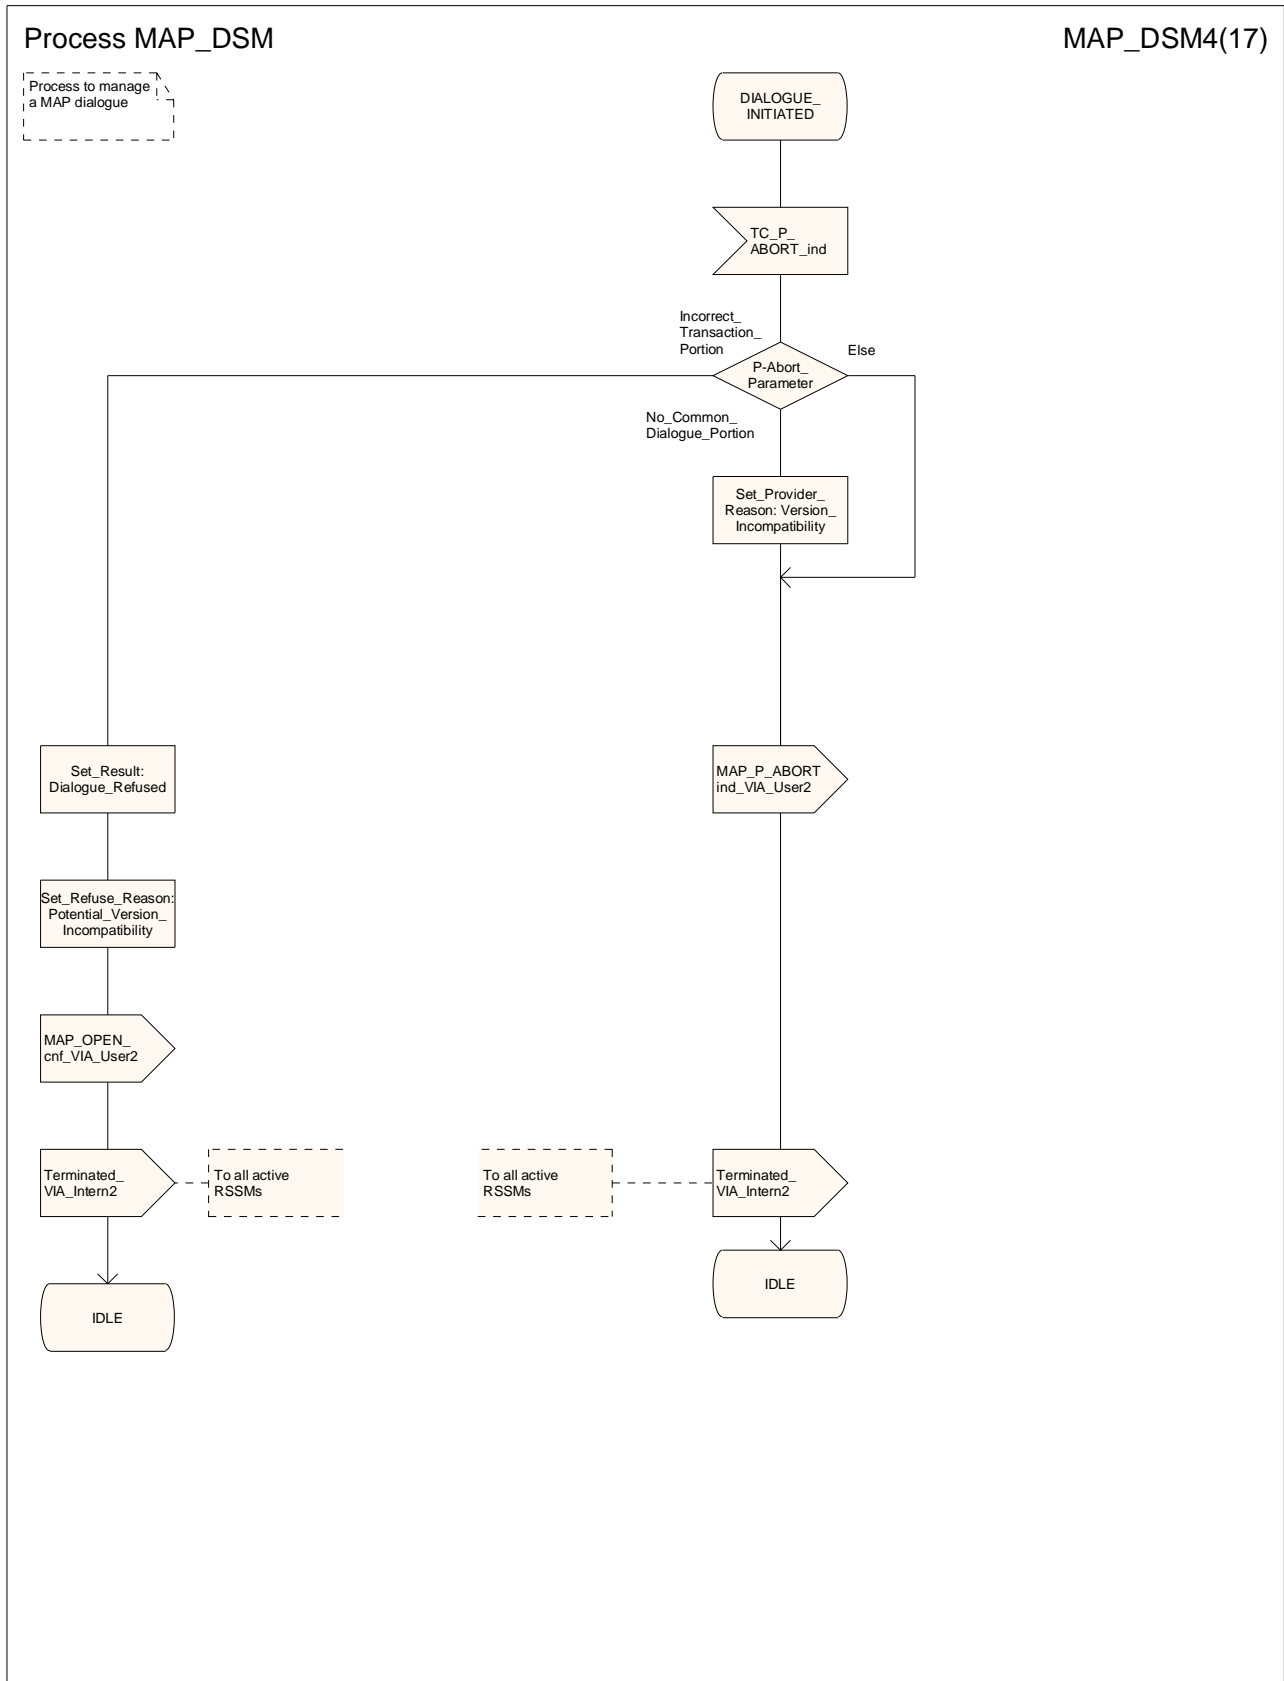 Process MAP_DSM
MAP_DSM4(17)
Process to manage
a MAP dialogue
DIALOGUE_
INITIATED
TC_P_
ABORT_ind
Incorrect_
Transaction_
Portion
Else
P-Abort_
Parameter
No_Common_
Dialogue_Portion
Set_Provider_
Reason: Version_
Incompatibility
Set_Result:
Dialogue_Refused
MAP_P_ABORT
ind_VIA_User2
Set_Refuse_Reason:
Potential_Version_
Incompatibility
MAP_OPEN_
cnf_VIA_User2
Terminated_
VIA_Intern2
To all active
RSSMs
To all active
RSSMs
Terminated_
VIA_Intern2
IDLE
IDLE